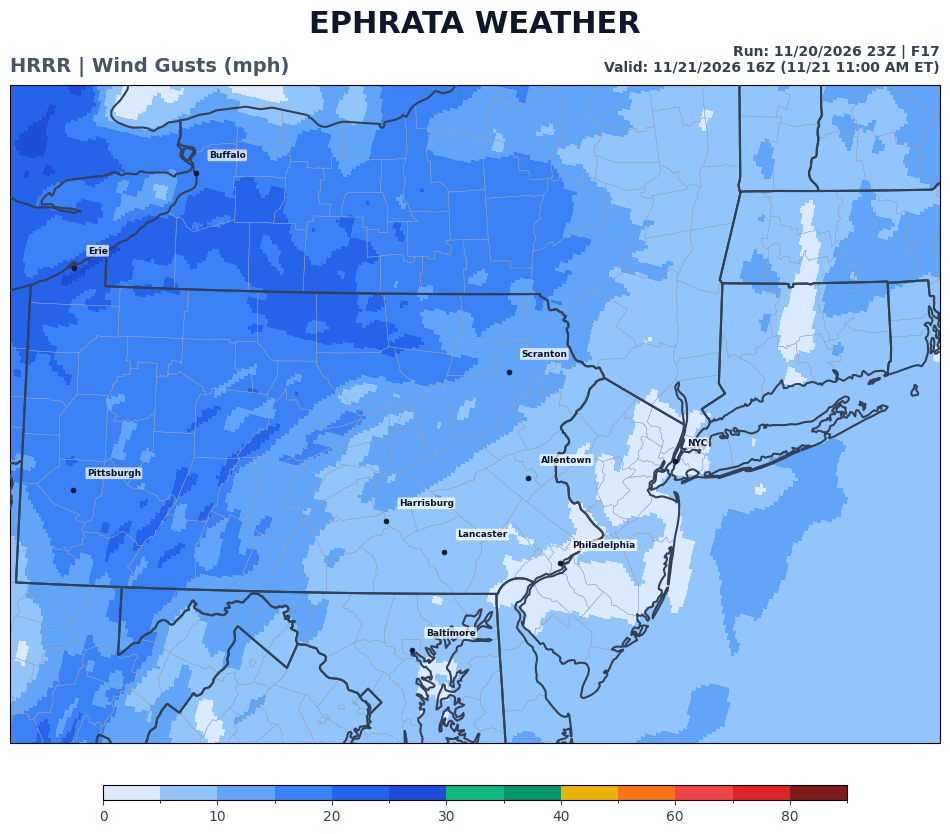 EPHRATA WEATHER
HRRR | Wind Gusts (mph)
Run: 11/20/2026 23Z | F17
Valid: 11/21/2026 16Z (11/21 11:00 AM ET)
Buffalo
Erie
Scranton
NYC
Allentown
Pittsburgh
Harrisburg
Lancaster
Philadelphia
Baltimore
0 10 20 30 40 50 60 70 80